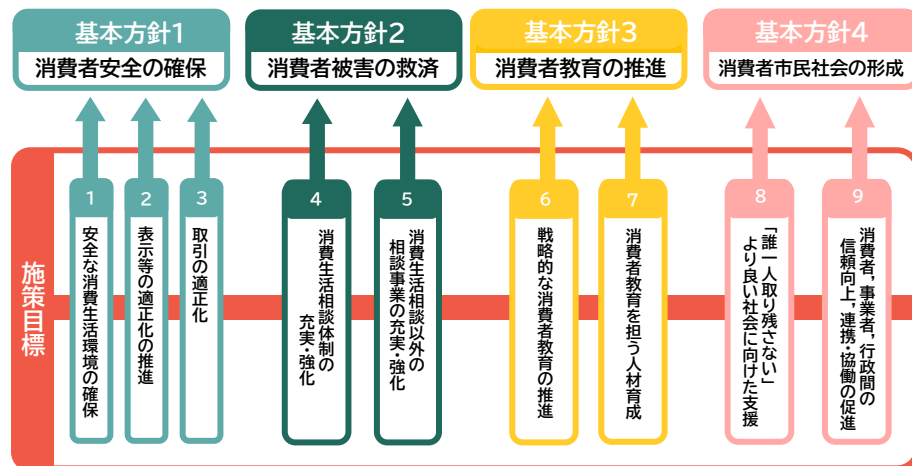 基本方針1
消費者安全の確保
基本方針2
消費者被害の救済
基本方針3
消費者教育の推進
基本方針4
消費者市民社会の形成
施策目標
1
安全な消費生活環境の確保
2
表示等の適正化の推進
3
取引の適正化
4
消費生活相談体制の
充実・強化
5
消費生活相談以外の
相談事業の充実・強化
6
戦略的な消費者教育の推進
7
消費者教育を担う人材育成
8
「誰一人取り残さない」
より良い社会に向けた支援
9
消費者，事業者，行政間の
信頼向上，連携・協働の促進